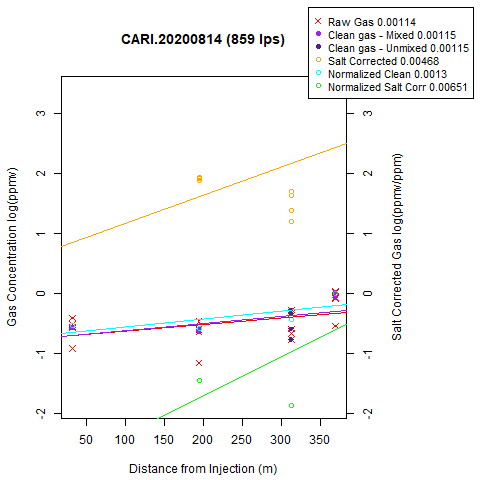 CARI.20200814 (859 lps)
Raw Gas 0.00114
Clean gas - Mixed 0.00115
Clean gas - Unmixed 0.00115
Salt Corrected 0.00468
Normalized Clean 0.0013
Normalized Salt Corr 0.00651
Gas Concentration log(ppmv)
3
2
1
0
-1
-2
3
2
1
0
-1
-2
Salt Corrected Gas log(ppmv/ppm)
50 100 150 200 250 300 350
Distance from Injection (m)